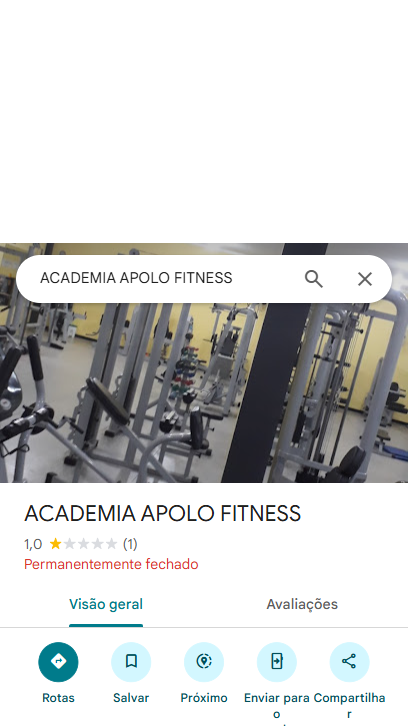 ACADEMIA APOLO FITNESS
ACADEMIA APOLO FITNESS
1,0 (1)
Permanentemente fechado
Visão geral Avaliações
Rotas Salvar Próximo Enviar para o Compartilhar